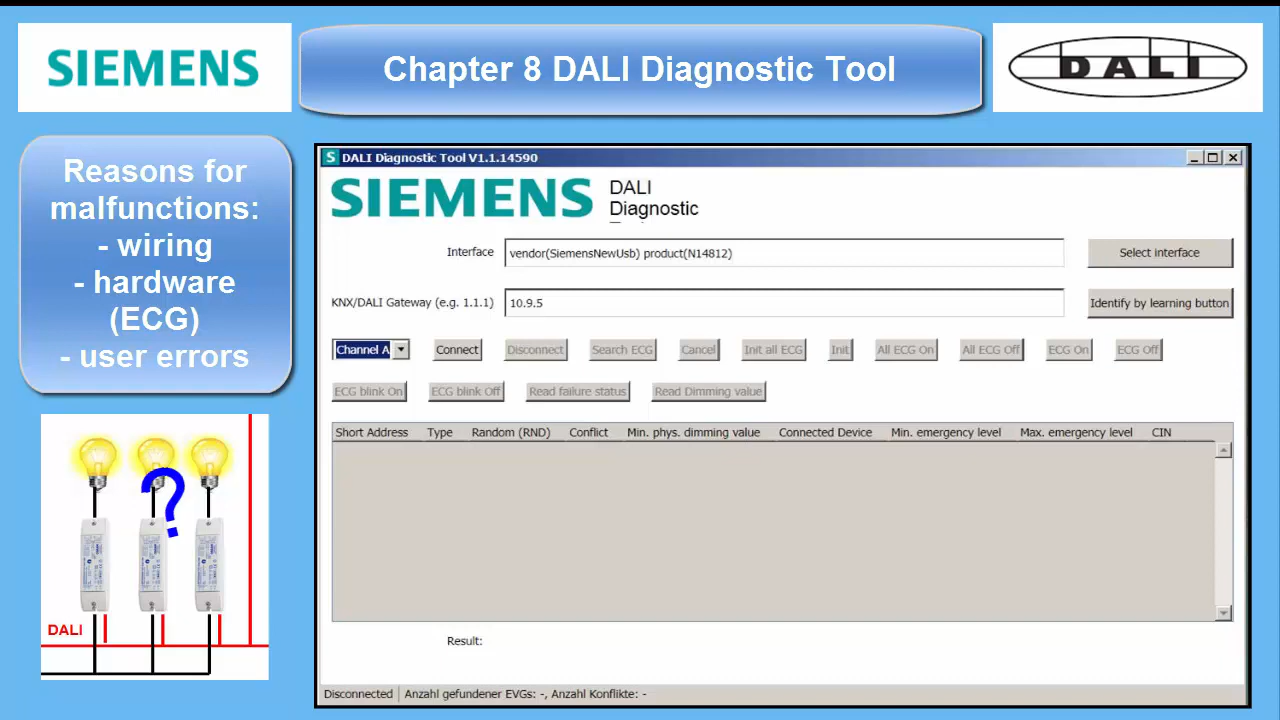 SIEMENS
Chapter 8 DALI Diagnostic Tool
DALI
Reasons for
malfunctions:
- wiring
- hardware
(ECG)
- user errors
DALI
S DALI Diagnostic Tool V1.1.14590
SIEMENS
DALI
Diagnostic
Interface
vendor(SiemensNewUsb) product(N14812)
Select interface
KNX/DALI Gateway (e.g. 1.1.1)
10.9.5
Identify by learning button
Channel A
Connect
Disconnect
Search ECG
Cancel
Init all ECG
Init
All ECG On
All ECG Off
ECG On
ECG Off
ECG blink On
ECG blink Off
Read failure status
Read Dimming value
Short Address
Type
Random (RND)
Conflict
Min. phys. dimming value
Connected Device
Min. emergency level
Max. emergency level
CIN
Result:
Disconnected
Anzahl gefundener EVGs: -, Anzahl Konflikte: -
?